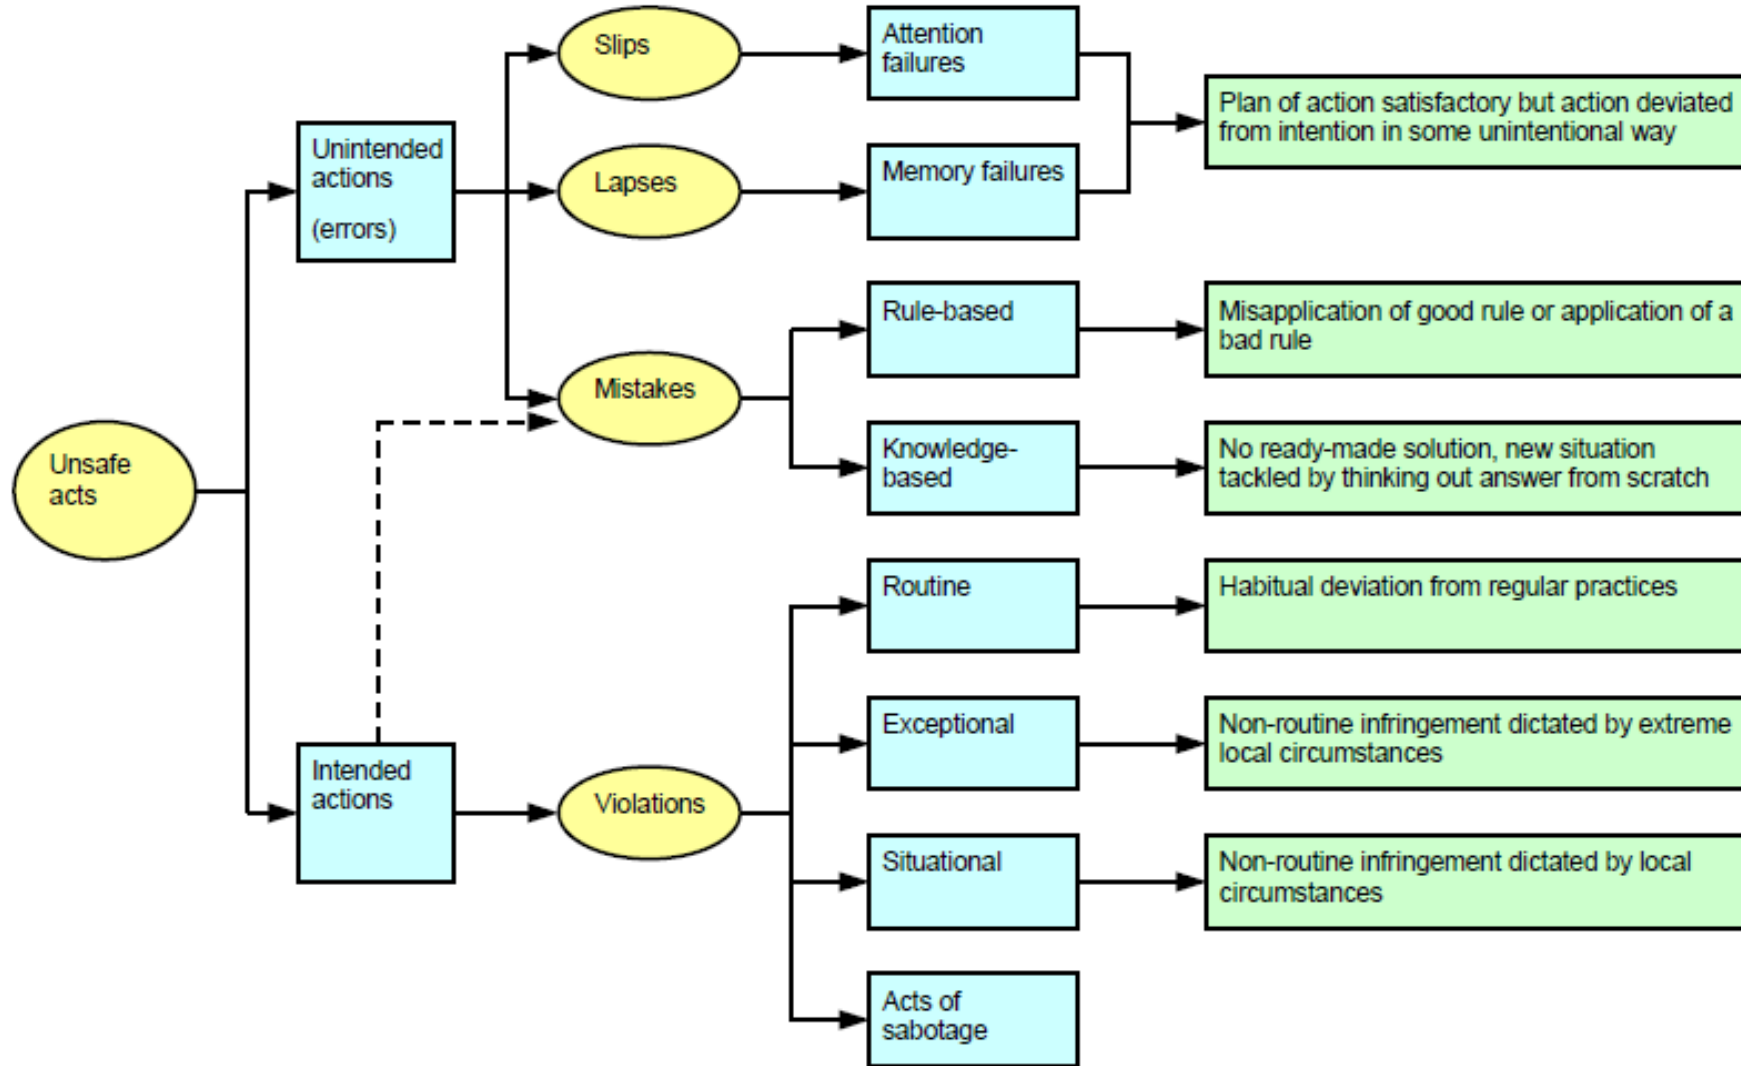 Slips
Attention
failures
Plan of action satisfactory but action deviated
from intention in some unintentional way
Unintended
actions
(errors)
Lapses
Memory failures
Rule-based
Misapplication of good rule or application of a
bad rule
Mistakes
Knowledge-
based
No ready-made solution, new situation
tackled by thinking out answer from scratch
Unsafe
acts
Routine
Habitual deviation from regular practices
Exceptional
Non-routine infringement dictated by extreme
local circumstances
Intended
actions
Violations
Situational
Non-routine infringement dictated by local
circumstances
Acts of
sabotage